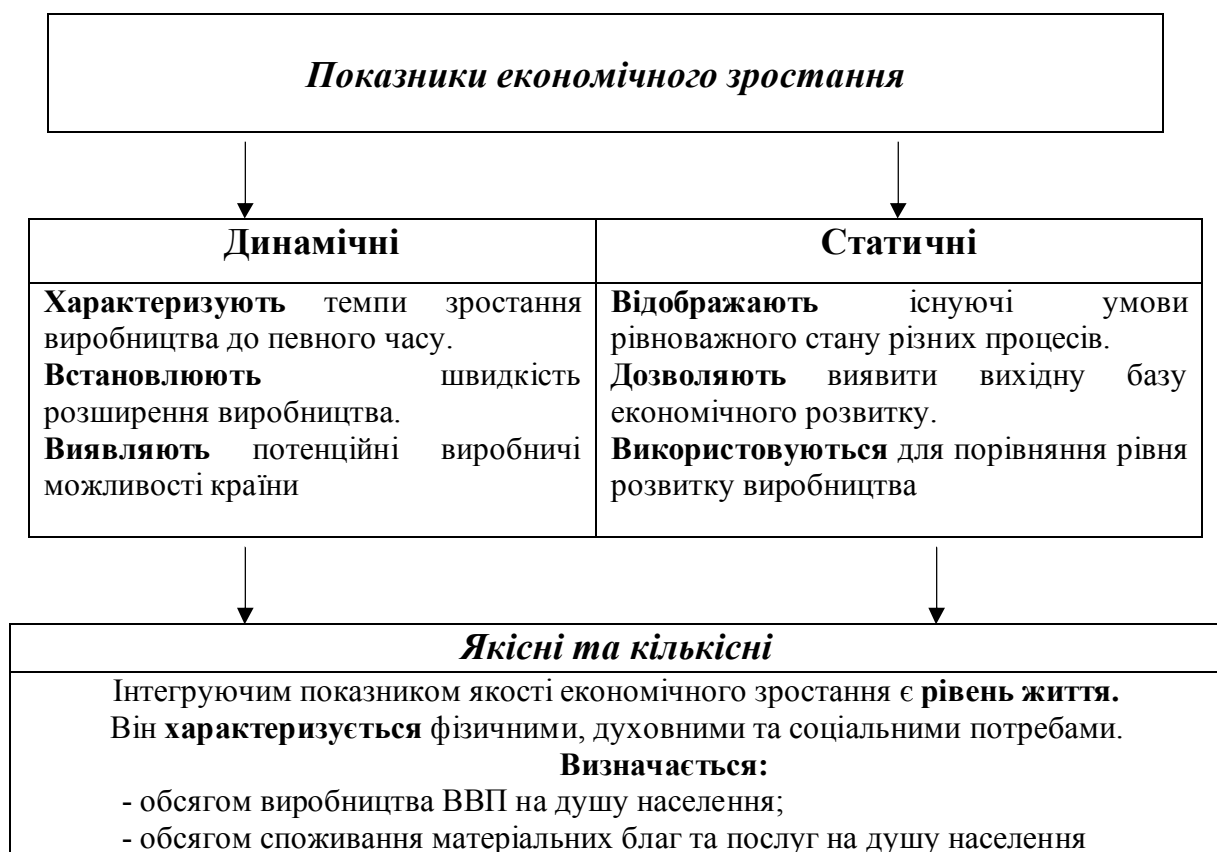 Показники економічного зростання
Динамічні
Характеризують темпи зростання
виробництва до певного часу.
Встановлюють швидкість
розширення виробництва.
Виявляють потенційні виробничі
можливості країни
Статичні
Відображають існуючі умови
рівноважного стану різних процесів.
Дозволяють виявити вихідну базу
економічного розвитку.
Використовуються для порівняння рівня
розвитку виробництва
Якісні та кількісні
Інтегруючим показником якості економічного зростання є рівень життя.
Він характеризується фізичними, духовними та соціальними потребами.
Визначається:
- обсягом виробництва ВВП на душу населення;
- обсягом споживання матеріальних благ та послуг на душу населення